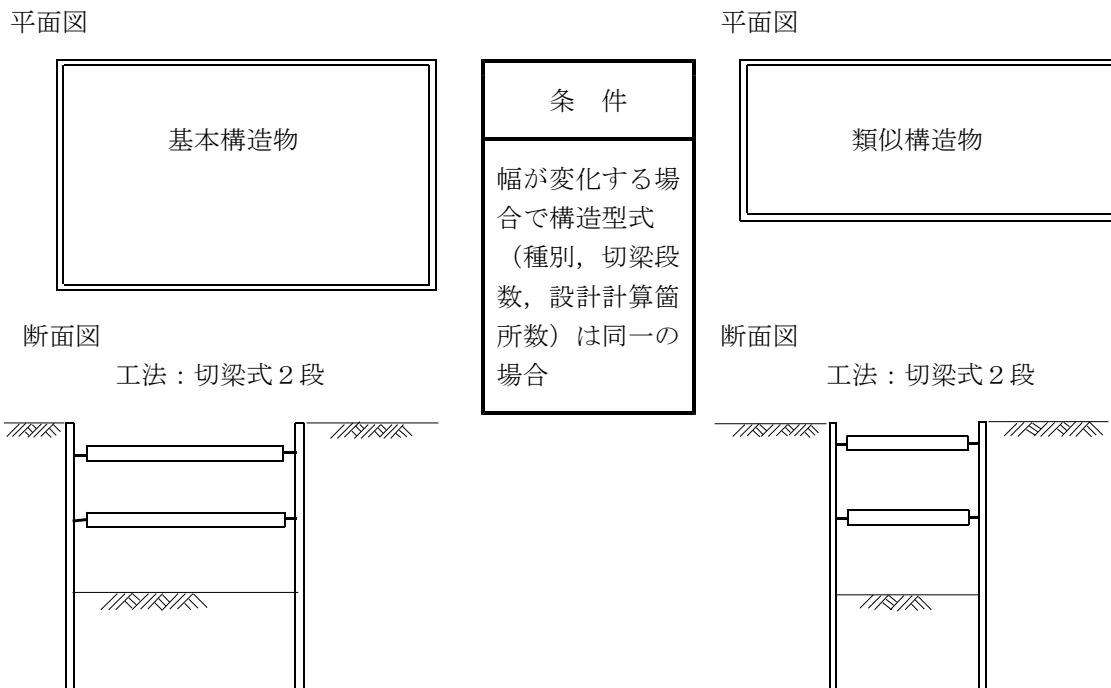 平面図
基本構造物
断面図
工法：切梁式２段
条　件
幅が変化する場
合で構造型式
（種別，切梁段
数，設計計算箇
所数）は同一の
場合
平面図
類似構造物
断面図
工法：切梁式２段